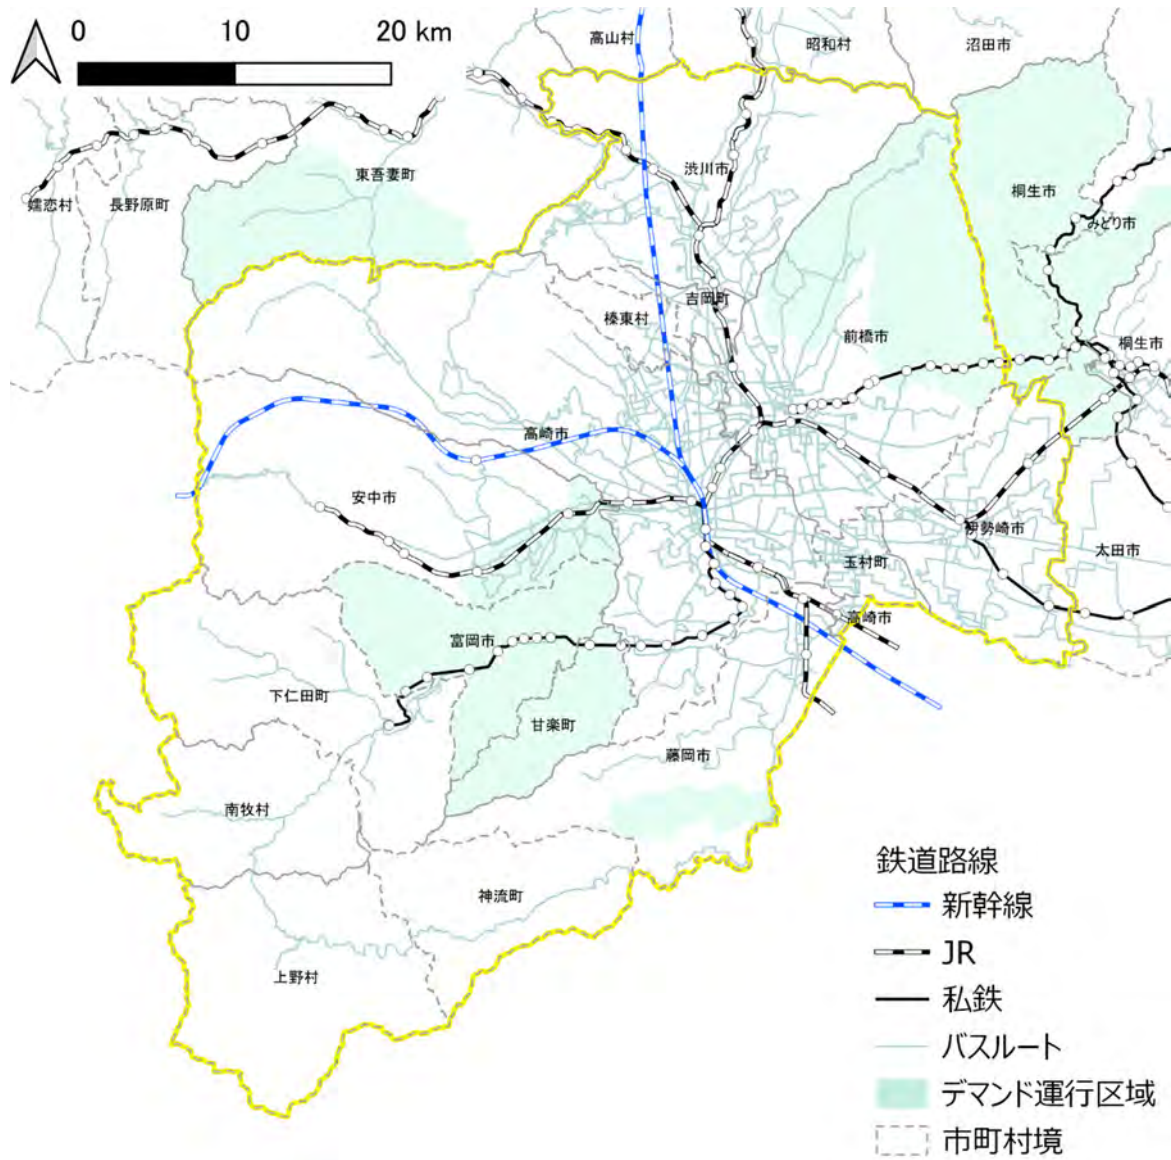 0 10 20 km
高山村
昭和村
沼田市
東吾妻町
渋川市
嬬恋村
長野原町
桐生市
みどり市
吉岡町
榛東村
前橋市
桐生市
高崎市
安中市
伊勢崎市
太田市
玉村町
高崎市
富岡市
下仁田町
甘楽町
藤岡市
南牧村
神流町
上野村
鉄道路線
新幹線
JR
私鉄
バスルート
デマンド運行区域
市町村境